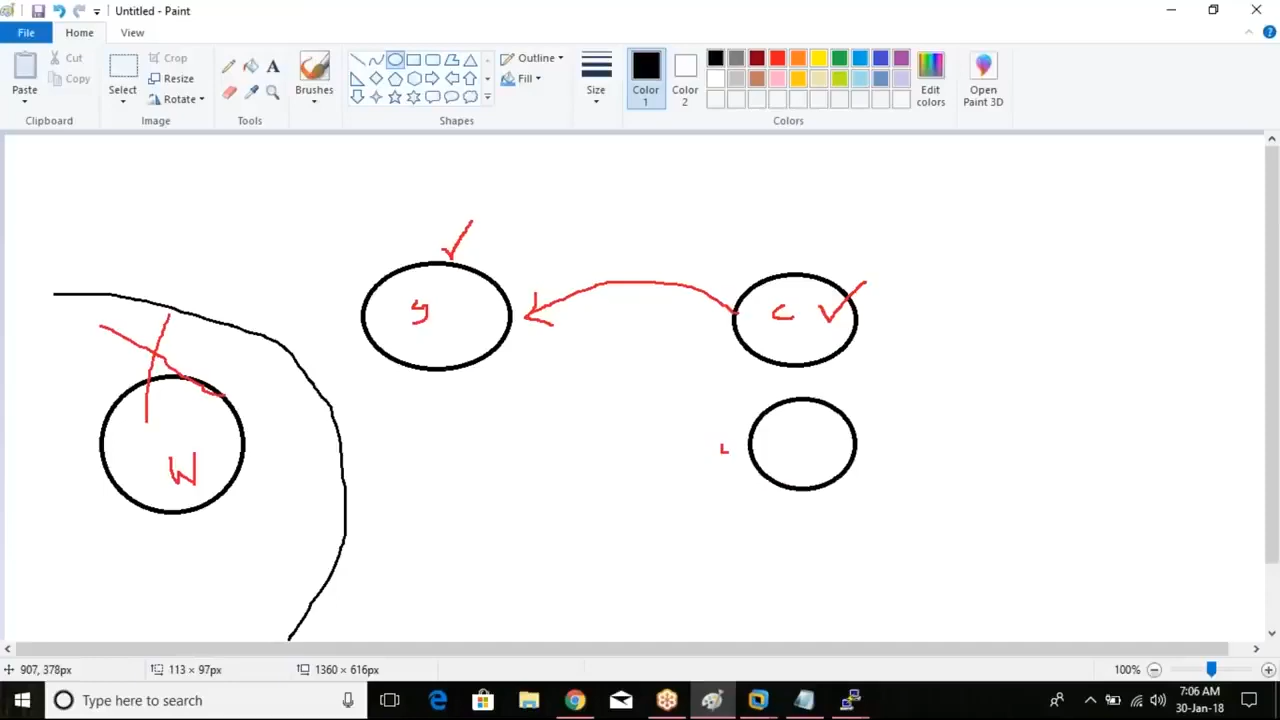 Untitled - Paint
File Home View
Paste
Cut
Copy
Clipboard
Select
Crop
Resize
Rotate
Image
Tools
Brushes
Shapes
Outline
Fill
Size
Color 1
Color 2
Edit colors
Colors
Open Paint 3D
C
W
907, 378px
113 × 97px
1360 × 616px
100%
Type here to search
7:06 AM
30-Jan-18